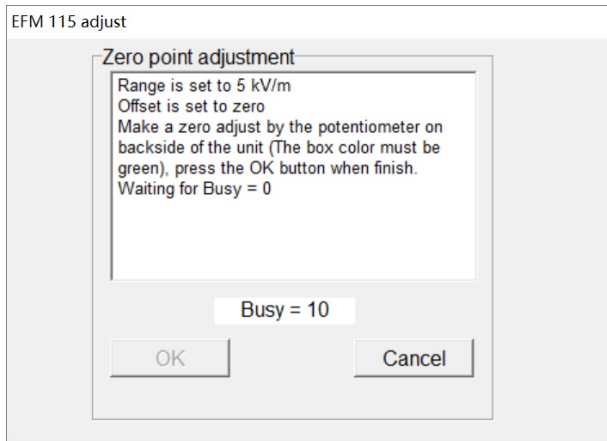 EFM 115 adjust
Zero point adjustment
Range is set to 5 kV/m
Offset is set to zero
Make a zero adjust by the potentiometer on
backside of the unit (The box color must be
green), press the OK button when finish.
Waiting for Busy = 0
Busy = 10
OK
Cancel